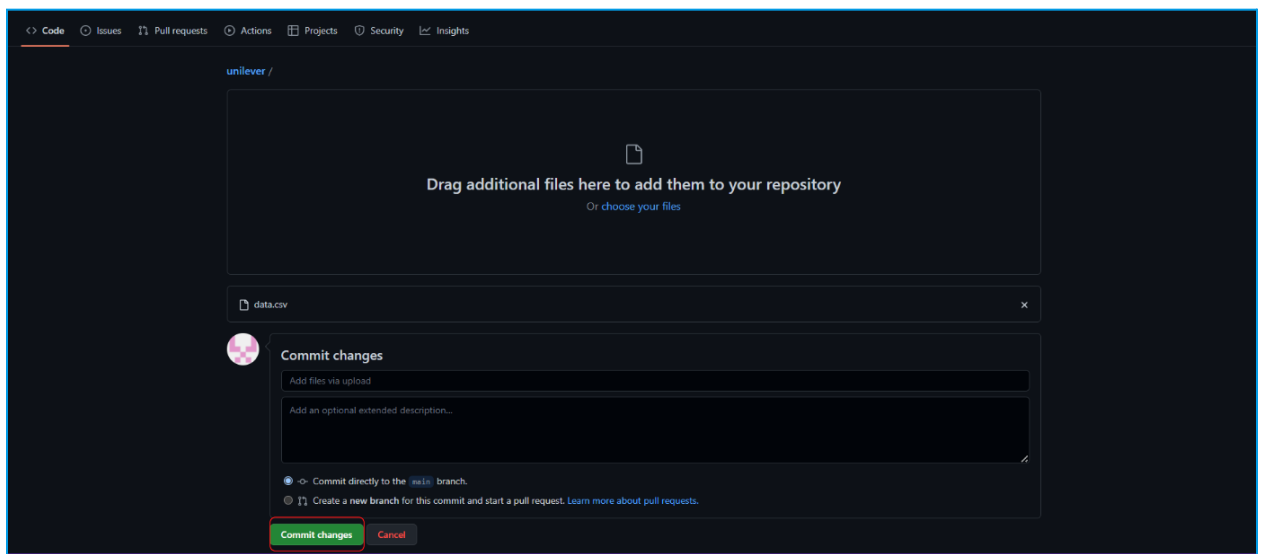 <> Code Issues Pull requests Actions Projects Security Insights
unilever /
Drag additional files here to add them to your repository
Or choose your files
data.csv
Commit changes
Add files via upload
Add an optional extended description...
Commit directly to the main branch.
Create a new branch for this commit and start a pull request. Learn more about pull requests.
Commit changes Cancel